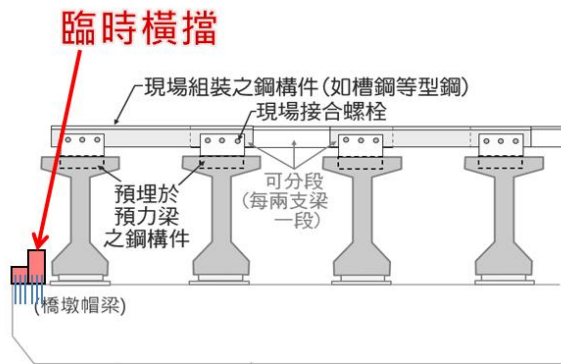 臨時橫擋
現場組裝之鋼構件(如槽鋼等型鋼)
現場接合螺栓
預埋於
預力梁
之鋼構件
可分段
(每兩支梁
一段)
(橋墩帽梁)